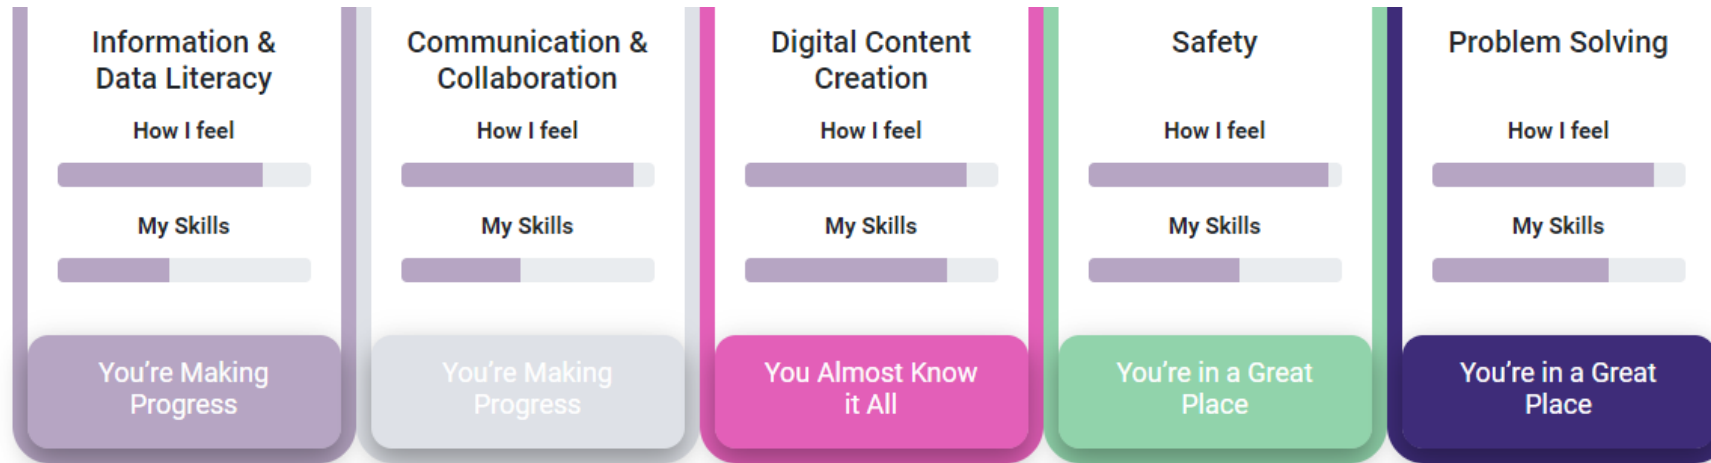 Information &
Data Literacy
How I feel
My Skills
You're Making
Progress
Communication &
Collaboration
How I feel
My Skills
You're Making
Progress
Digital Content
Creation
How I feel
My Skills
You Almost Know
it All
Safety
How I feel
My Skills
You're in a Great
Place
Problem Solving
How I feel
My Skills
You're in a Great
Place